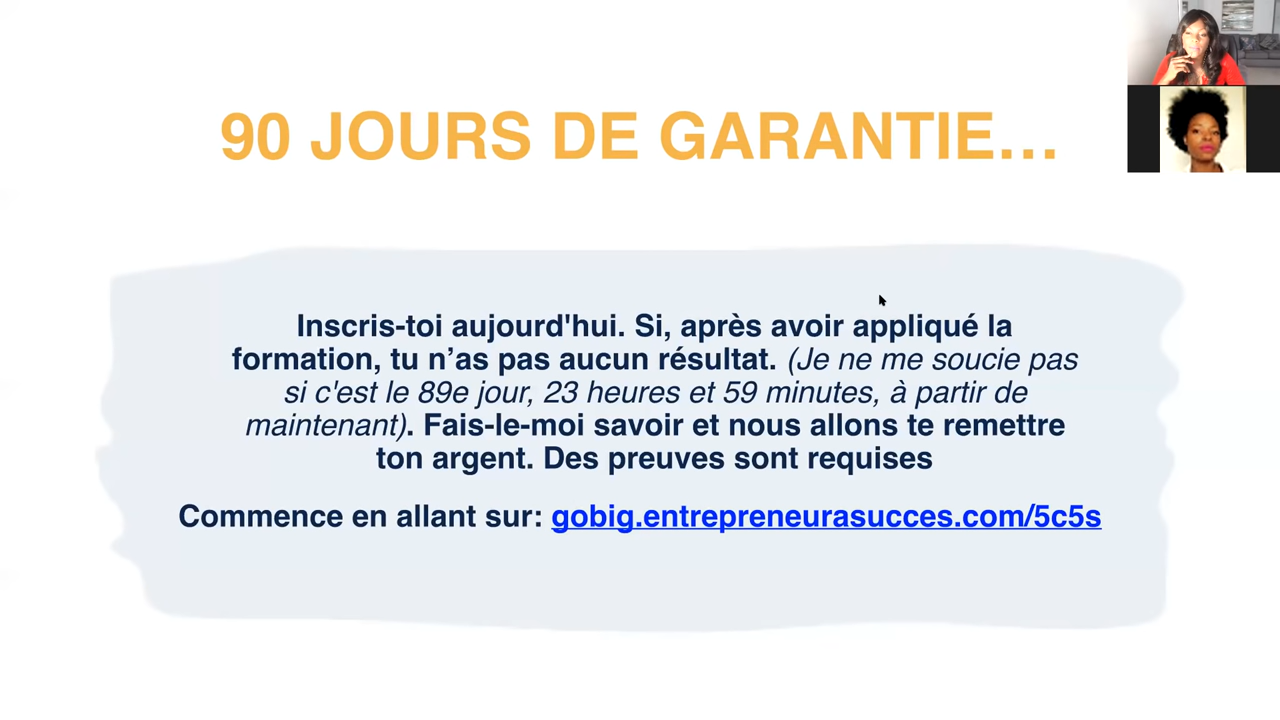 90 JOURS DE GARANTIE…
Inscris-toi aujourd'hui. Si, après avoir appliqué la
formation, tu n’as pas aucun résultat. (Je ne me soucie pas
si c'est le 89e jour, 23 heures et 59 minutes, à partir de
maintenant). Fais-le-moi savoir et nous allons te remettre
ton argent. Des preuves sont requises
Commence en allant sur: gobig.entrepreneurasucces.com/5c5s